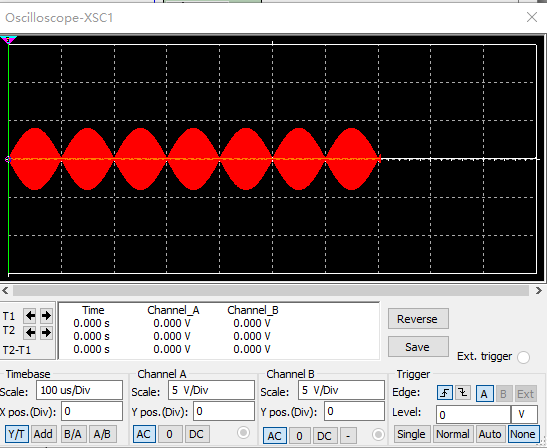 Oscilloscope-XSC1
Time Channel_A Channel_B
T1 0.000 s 0.000 V 0.000 V
T2 0.000 s 0.000 V 0.000 V
T2-T1 0.000 s 0.000 V 0.000 V
Reverse
Save
Ext. trigger
Timebase
Scale: 100 us/Div
X pos.(Div): 0
Y/T Add B/A A/B
Channel A
Scale: 5 V/Div
Y pos.(Div): 0
AC 0 DC
Channel B
Scale: 5 V/Div
Y pos.(Div): 0
AC 0 DC -
Trigger
Edge: A B Ext
Level: 0 V
Single Normal Auto None